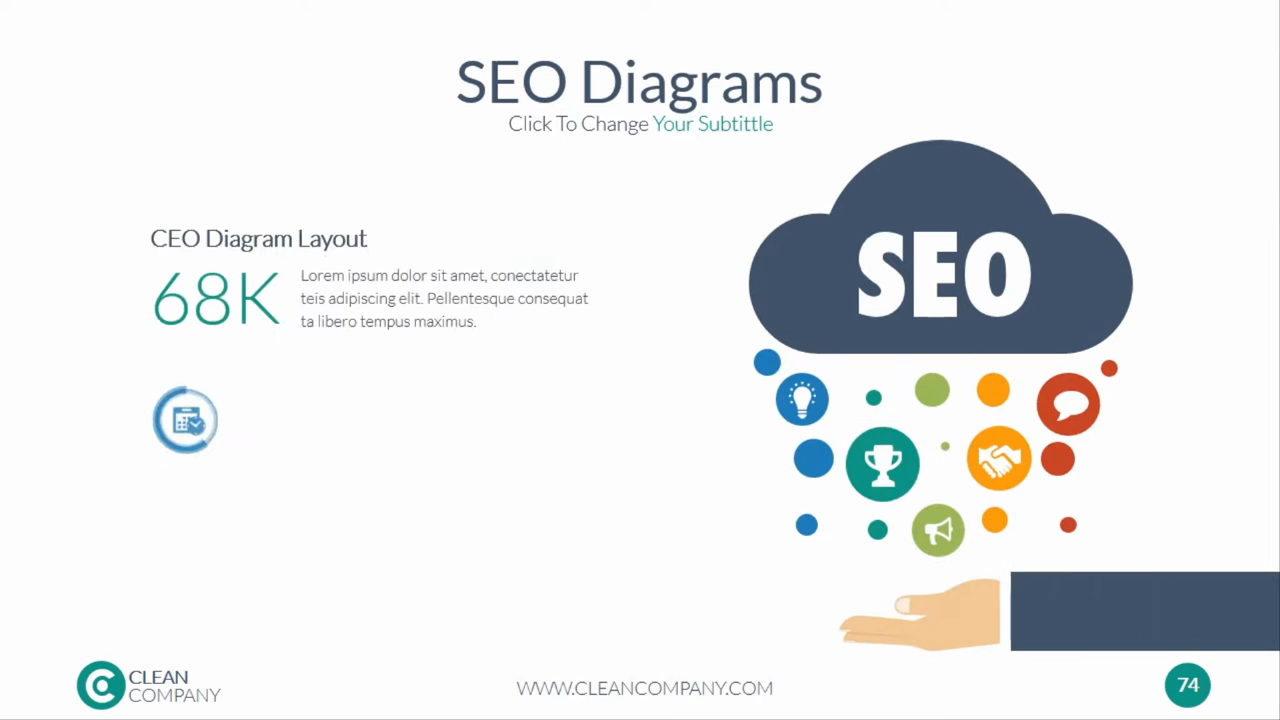 SEO Diagrams
Click To Change Your Subtittle
CEO Diagram Layout
68K
Lorem ipsum dolor sit amet, conectatetur
teis adipiscing elit. Pellentesque consequat
ta libero tempus maximus.
SEO
CLEAN
COMPANY
WWW.CLEANCOMPANY.COM
74